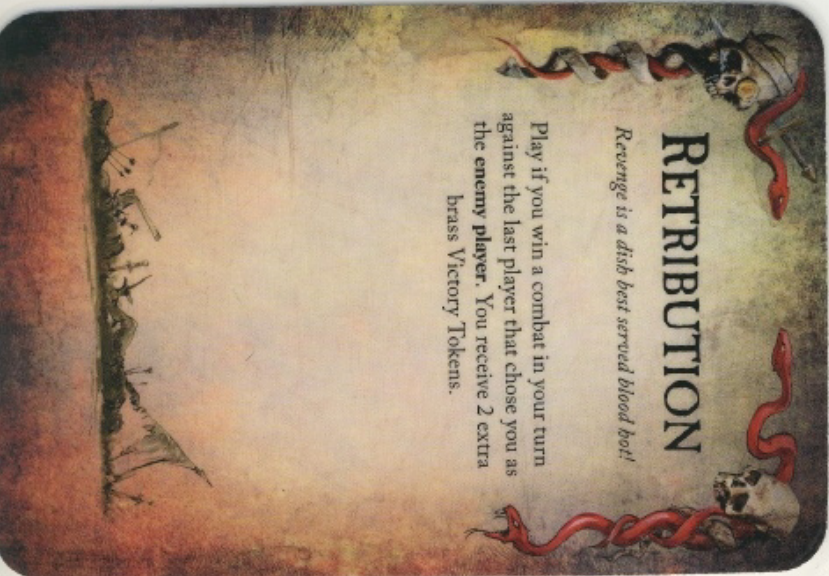 RETRIBUTION
Revenge is a dish best served blood hot!
Play if you win a combat in your turn
against the last player that chose you as
the enemy player. You receive 2 extra
brass Victory Tokens.